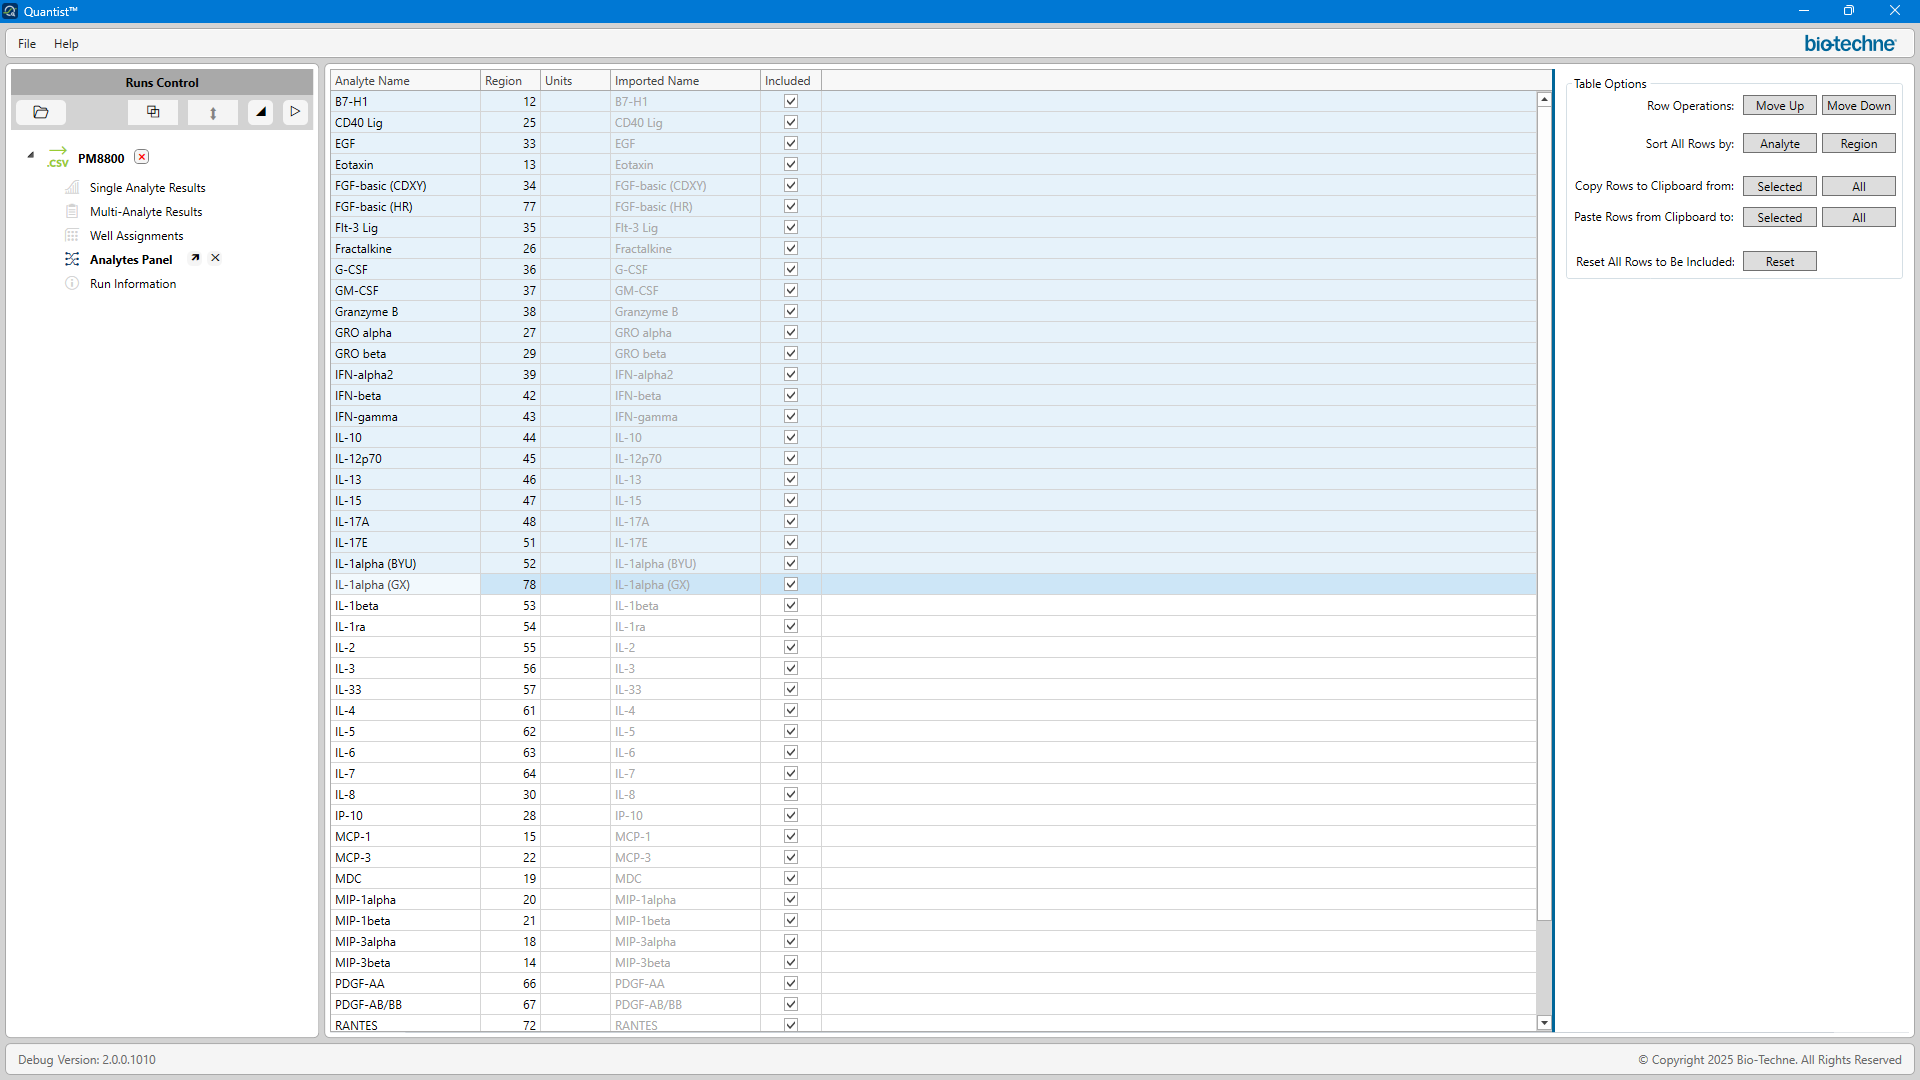 Quantist™
File Help
bio-techne
Runs Control
.CSV PM8800
Single Analyte Results
Multi-Analyte Results
Well Assignments
Analytes Panel
Run Information
Analyte Name Region Units Imported Name Included
B7-H1 12 B7-H1
CD40 Lig 25 CD40 Lig
EGF 33 EGF
Eotaxin 13 Eotaxin
FGF-basic (CDXY) 34 FGF-basic (CDXY)
FGF-basic (HR) 77 FGF-basic (HR)
Flt-3 Lig 35 Flt-3 Lig
Fractalkine 26 Fractalkine
G-CSF 36 G-CSF
GM-CSF 37 GM-CSF
Granzyme B 38 Granzyme B
GRO alpha 27 GRO alpha
GRO beta 29 GRO beta
IFN-alpha2 39 IFN-alpha2
IFN-beta 42 IFN-beta
IFN-gamma 43 IFN-gamma
IL-10 44 IL-10
IL-12p70 45 IL-12p70
IL-13 46 IL-13
IL-15 47 IL-15
IL-17A 48 IL-17A
IL-17E 51 IL-17E
IL-1alpha (BYU) 52 IL-1alpha (BYU)
IL-1alpha (GX) 78 IL-1alpha (GX)
IL-1beta 53 IL-1beta
IL-1ra 54 IL-1ra
IL-2 55 IL-2
IL-3 56 IL-3
IL-33 57 IL-33
IL-4 61 IL-4
IL-5 62 IL-5
IL-6 63 IL-6
IL-7 64 IL-7
IL-8 30 IL-8
IP-10 28 IP-10
MCP-1 15 MCP-1
MCP-3 22 MCP-3
MDC 19 MDC
MIP-1alpha 20 MIP-1alpha
MIP-1beta 21 MIP-1beta
MIP-3alpha 18 MIP-3alpha
MIP-3beta 14 MIP-3beta
PDGF-AA 66 PDGF-AA
PDGF-AB/BB 67 PDGF-AB/BB
RANTES 72 RANTES
Table Options
Row Operations: Move Up Move Down
Sort All Rows by: Analyte Region
Copy Rows to Clipboard from: Selected All
Paste Rows from Clipboard to: Selected All
Reset All Rows to Be Included: Reset
Debug Version: 2.0.0.1010
© Copyright 2025 Bio-Techne. All Rights Reserved